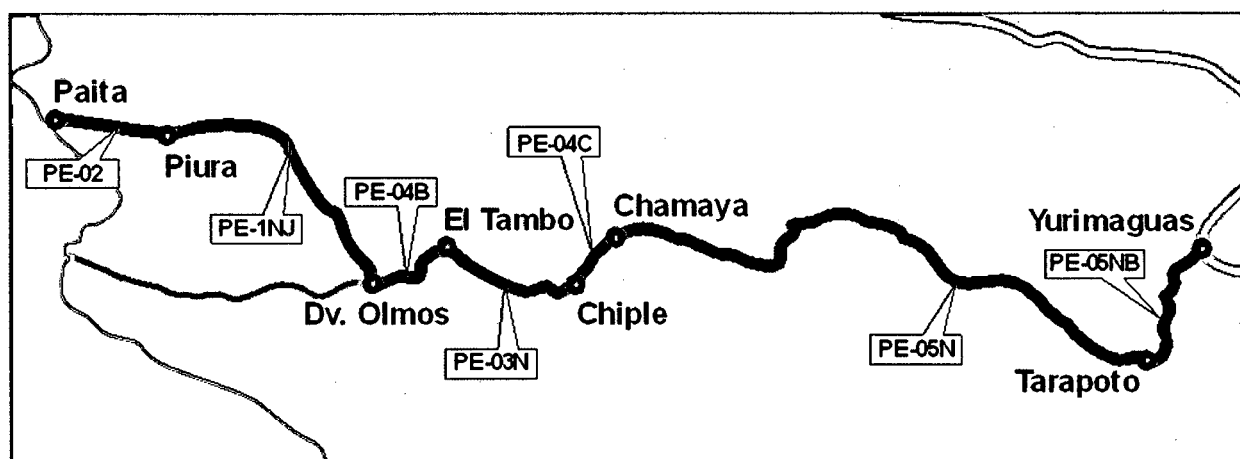 Paita
PE-02
Piura
PE-1NJ
PE-04B
Dv. Olmos
El Tambo
PE-03N
PE-04C
Chiple
Chamaya
PE-05N
Yurimaguas
PE-05NB
Tarapoto